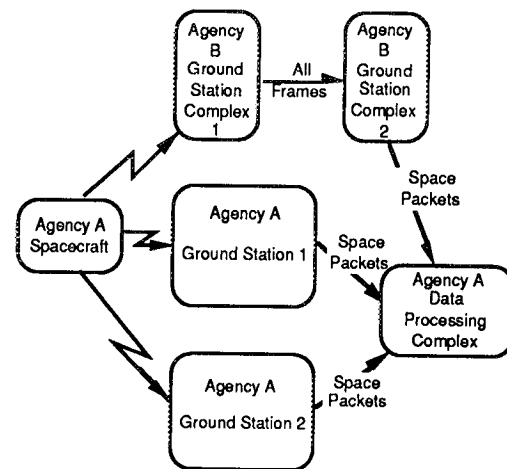 Agency
B
Ground
Station
Complex
1
All
Frames
Agency
B
Ground
Station
Complex
2
Space
Packets
Agency A
Spacecraft
Agency A
Ground Station 1
Space
Packets
Agency A
Data
Processing
Complex
Agency A
Ground Station 2
Space
Packets